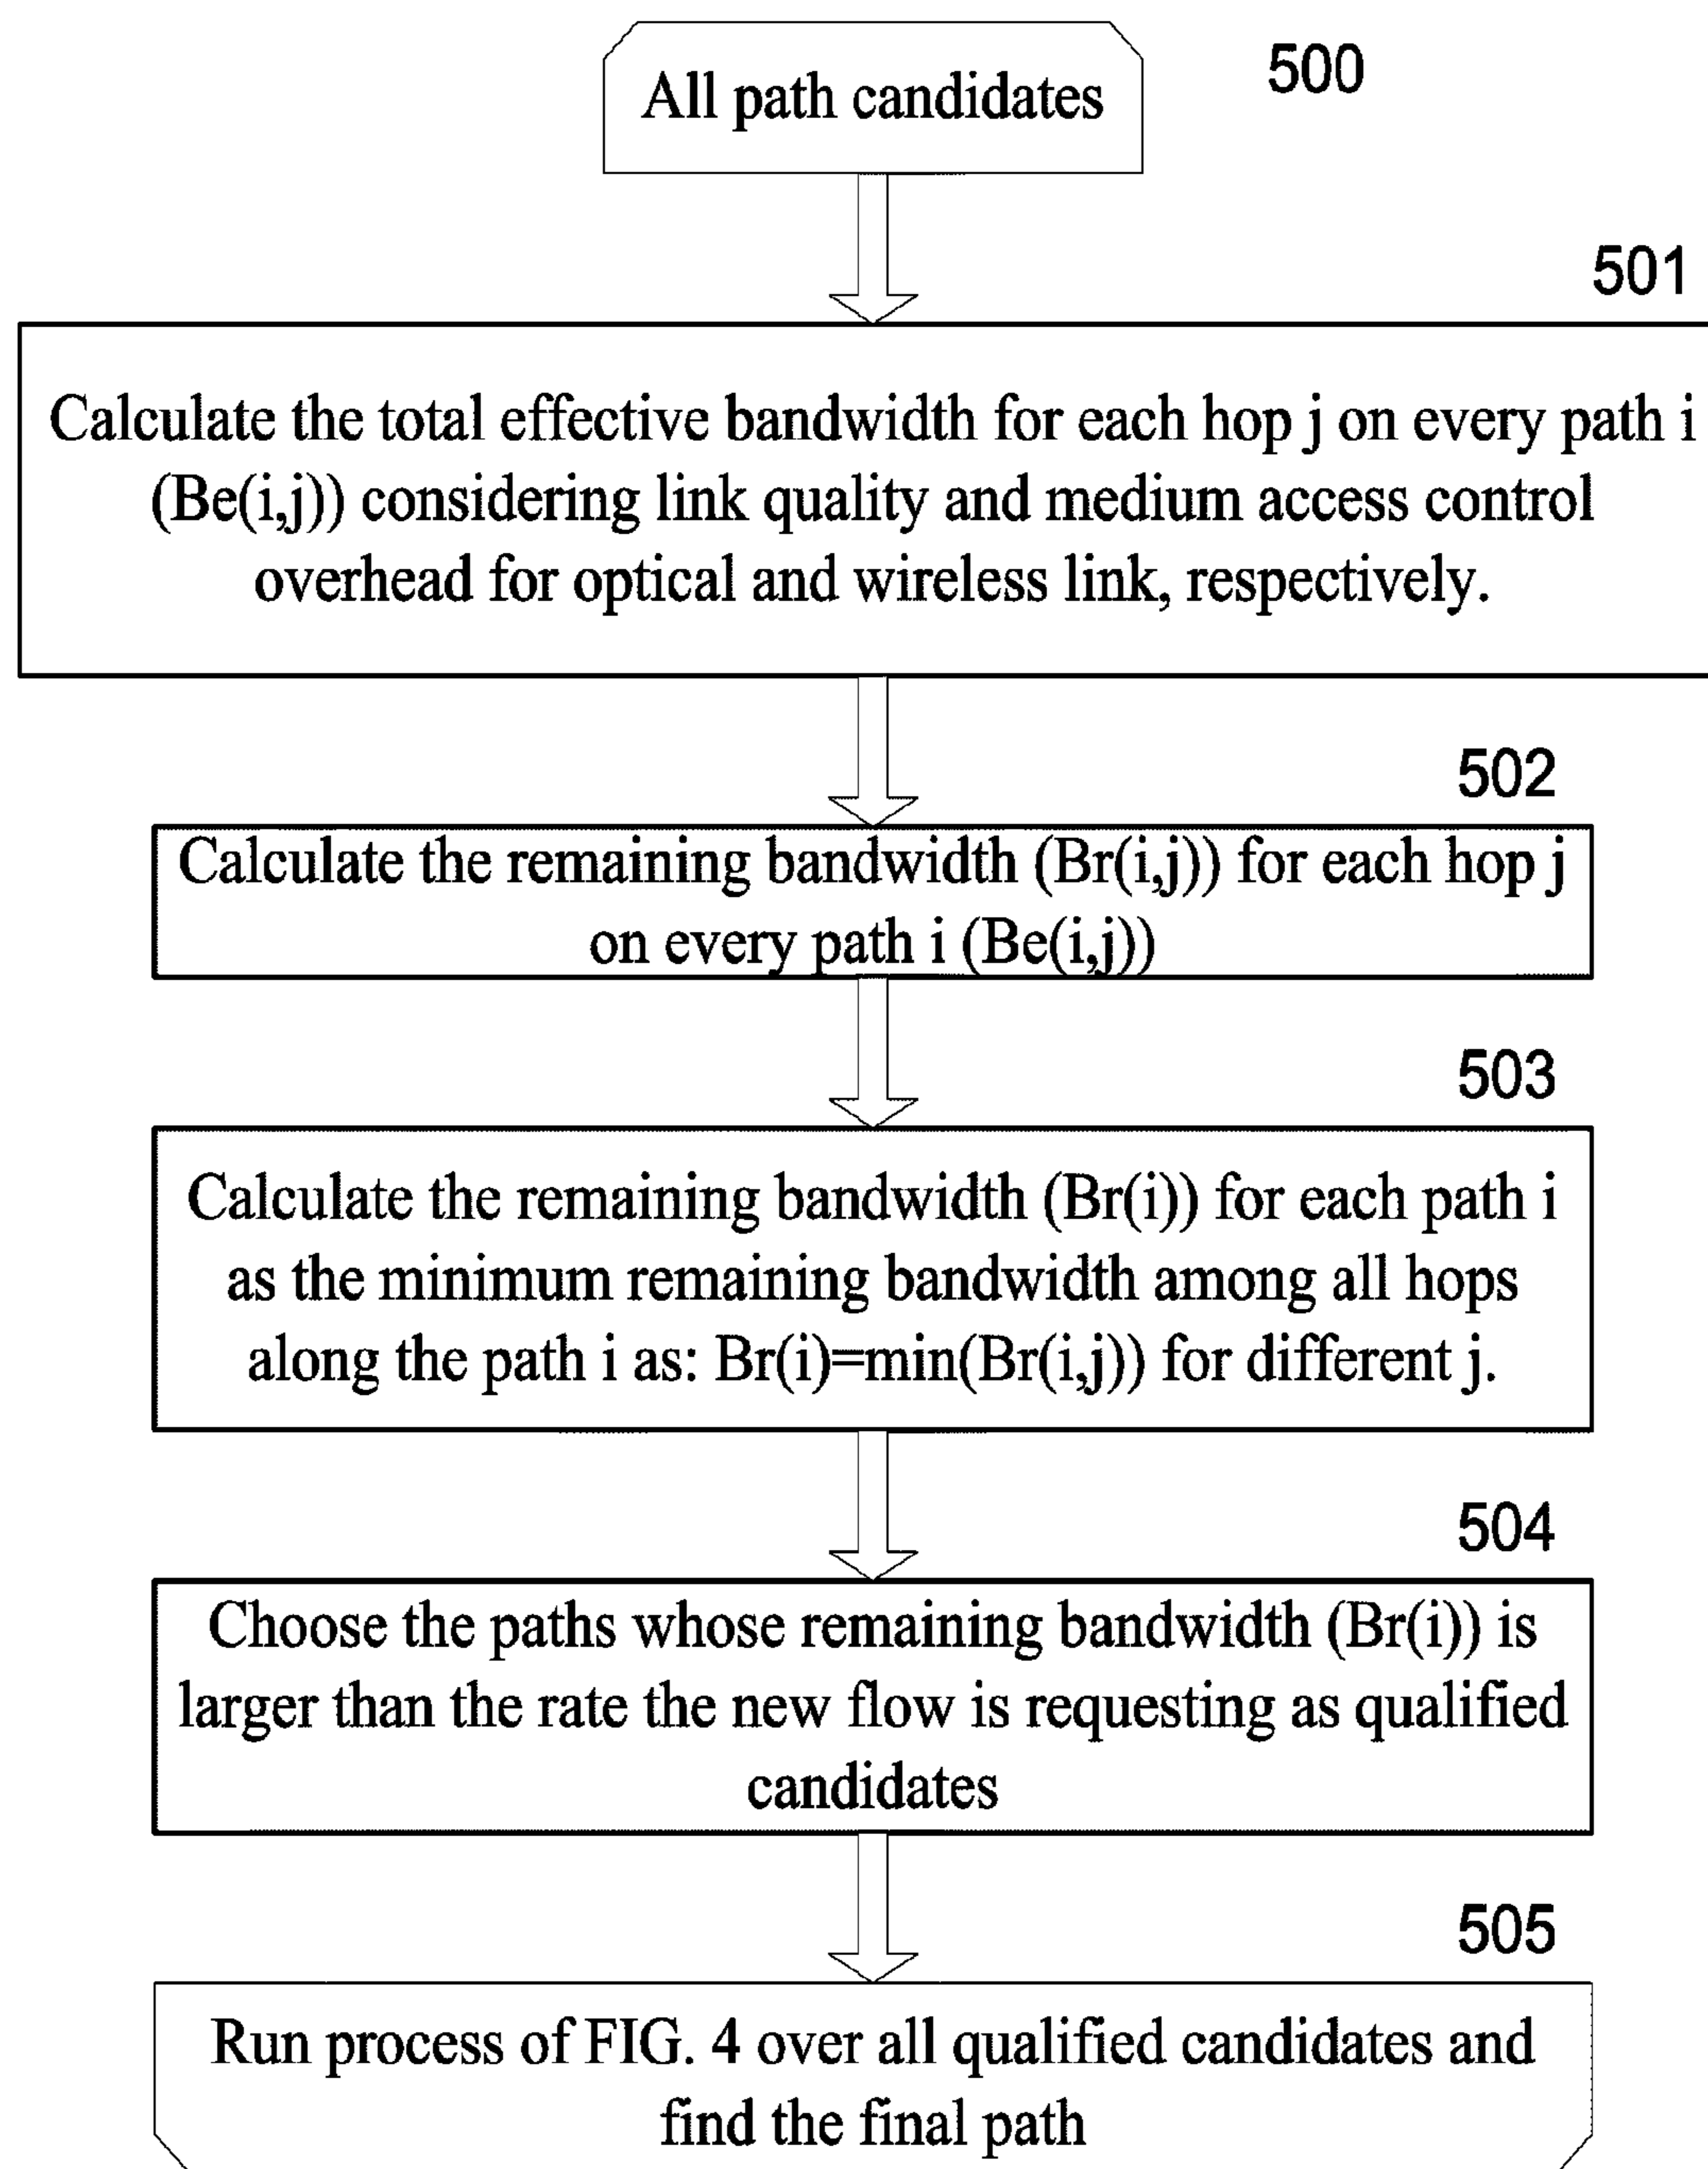 500
All path candidates
501
Calculate the total effective bandwidth for each hop j on every path i
(Be(i,j)) considering link quality and medium access control
overhead for optical and wireless link, respectively.
502
Calculate the remaining bandwidth (Br(i,j)) for each hop j
on every path i (Be(i,j))
503
Calculate the remaining bandwidth (Br(i)) for each path i
as the minimum remaining bandwidth among all hops
along the path i as: Br(i)=min(Br(i,j)) for different j.
504
Choose the paths whose remaining bandwidth (Br(i)) is
larger than the rate the new flow is requesting as qualified
candidates
505
Run process of FIG. 4 over all qualified candidates and
find the final path